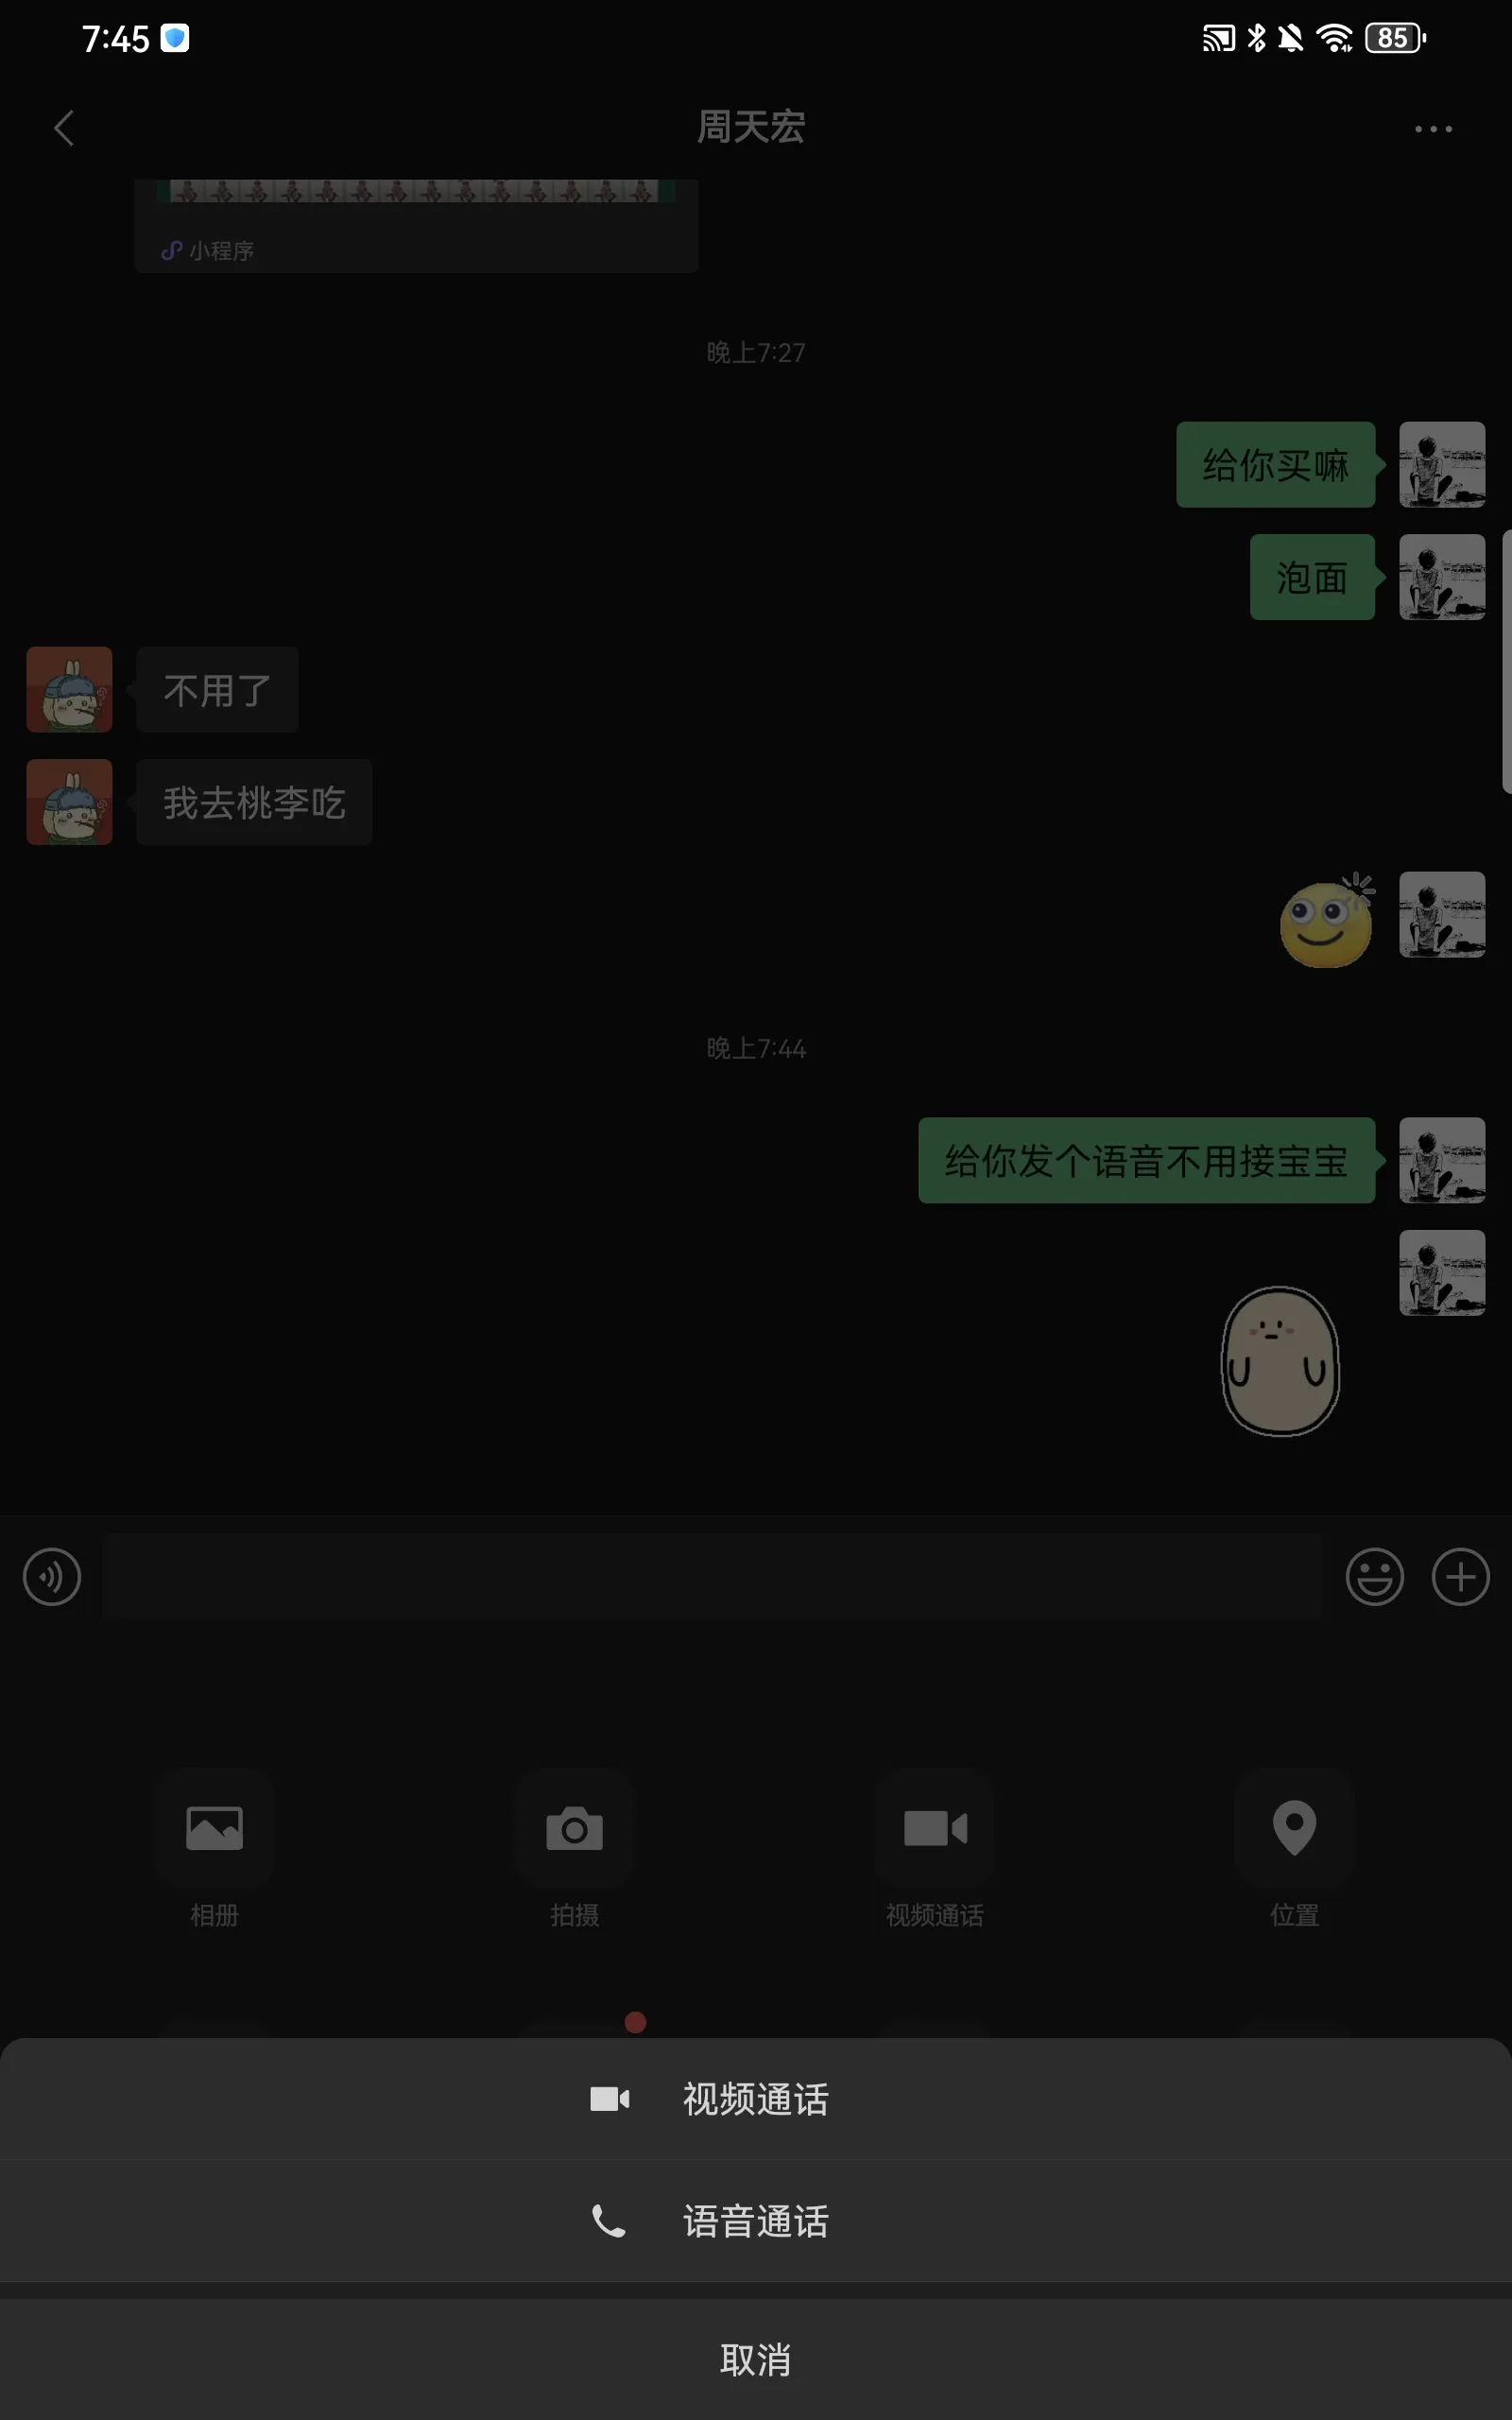 7:45
85
周天宏
小程序
晚上7:27
给你买嘛
泡面
不用了
我去桃李吃
晚上7:44
给你发个语音不用接宝宝
相册
拍摄
视频通话
位置
视频通话
语音通话
取消